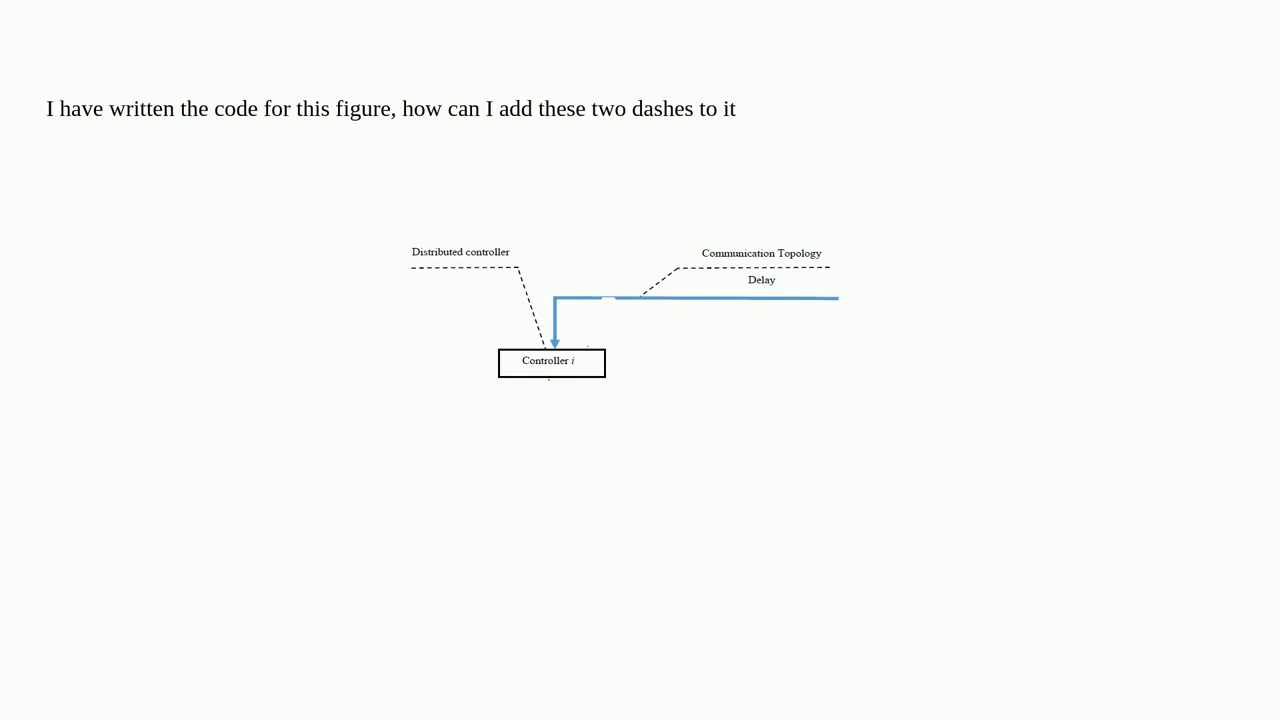 I have written the code for this figure, how can I add these two dashes to it
Distributed controller
Communication Topology
Delay
Controller i